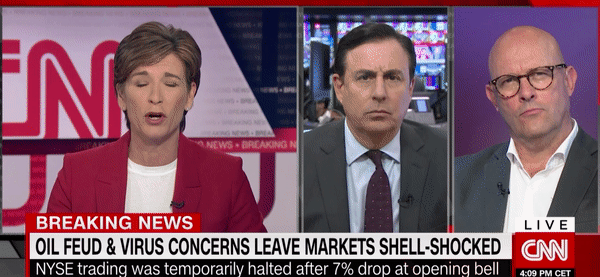 CNN
BREAKING NEWS
LIVE
OIL FEUD & VIRUS CONCERNS LEAVE MARKETS SHELL-SHOCKED
CNN
NYSE trading was temporarily halted after 7% drop at opening bell
4:09 PM CET